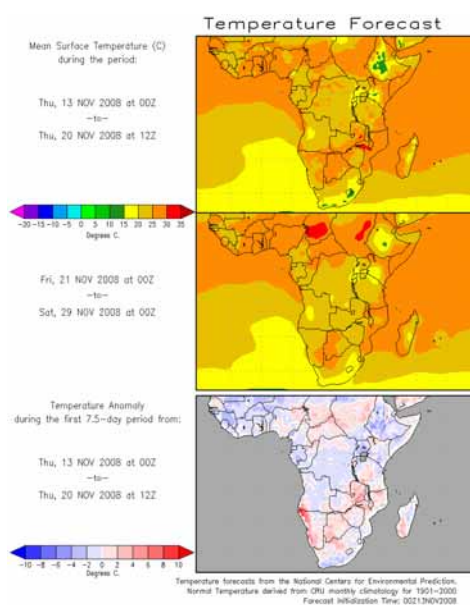 Temperature Forecast
Mean Surface Temperature (C)
during the period:
Thu, 13 NOV 2008 at 00Z
—to—
Thu, 20 NOV 2008 at 12Z
-20 -15 -10 -5 0 5 10 15 20 25 30 35
Degrees C.
Fri, 21 NOV 2008 at 00Z
—to—
Sat, 29 NOV 2008 at 00Z
Temperature Anomaly
during the first 7.5-day period from:
Thu, 13 NOV 2008 at 00Z
—to—
Thu, 20 NOV 2008 at 12Z
-10 -8 -6 -4 -2 0 2 4 6 8 10
Degrees C.
Temperature forecasts from the National Centers for Environmental Prediction.
Normal Temperature derived from CRU monthly climatology for 1901-2000
Forecast Initialization Time: 00Z13NOV2008